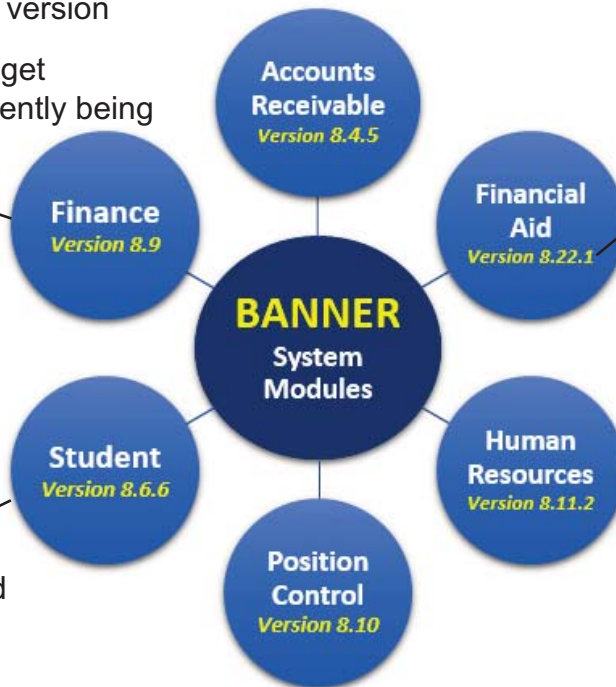 version
get
ently being
Accounts
Receivable
Version 8.4.5
Finance
Version 8.9
Financial
Aid
Version 8.22.1
BANNER
System
Modules
Student
Version 8.6.6
Human
Resources
Version 8.11.2
Position
Control
Version 8.10
d